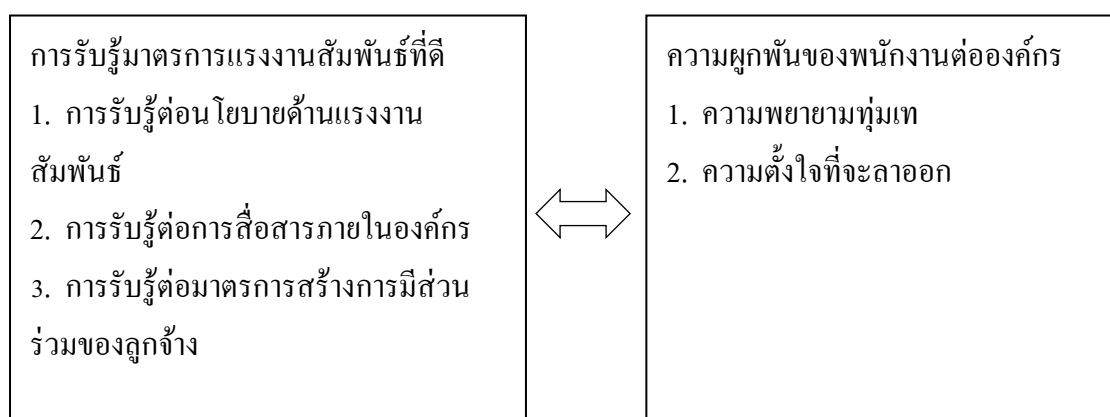 การรับรู้มาตรการแรงงานสัมพันธ์ที่ดี
1. การรับรู้ต่อนโยบายด้านแรงงาน
สัมพันธ์
2. การรับรู้ต่อการสื่อสารภายในองค์กร
3. การรับรู้ต่อมาตรการสร้างการมีส่วน
ร่วมของลูกจ้าง
ความผูกพันของพนักงานต่อองค์กร
1. ความพยายามทุ่มเท
2. ความตั้งใจที่จะลาออก